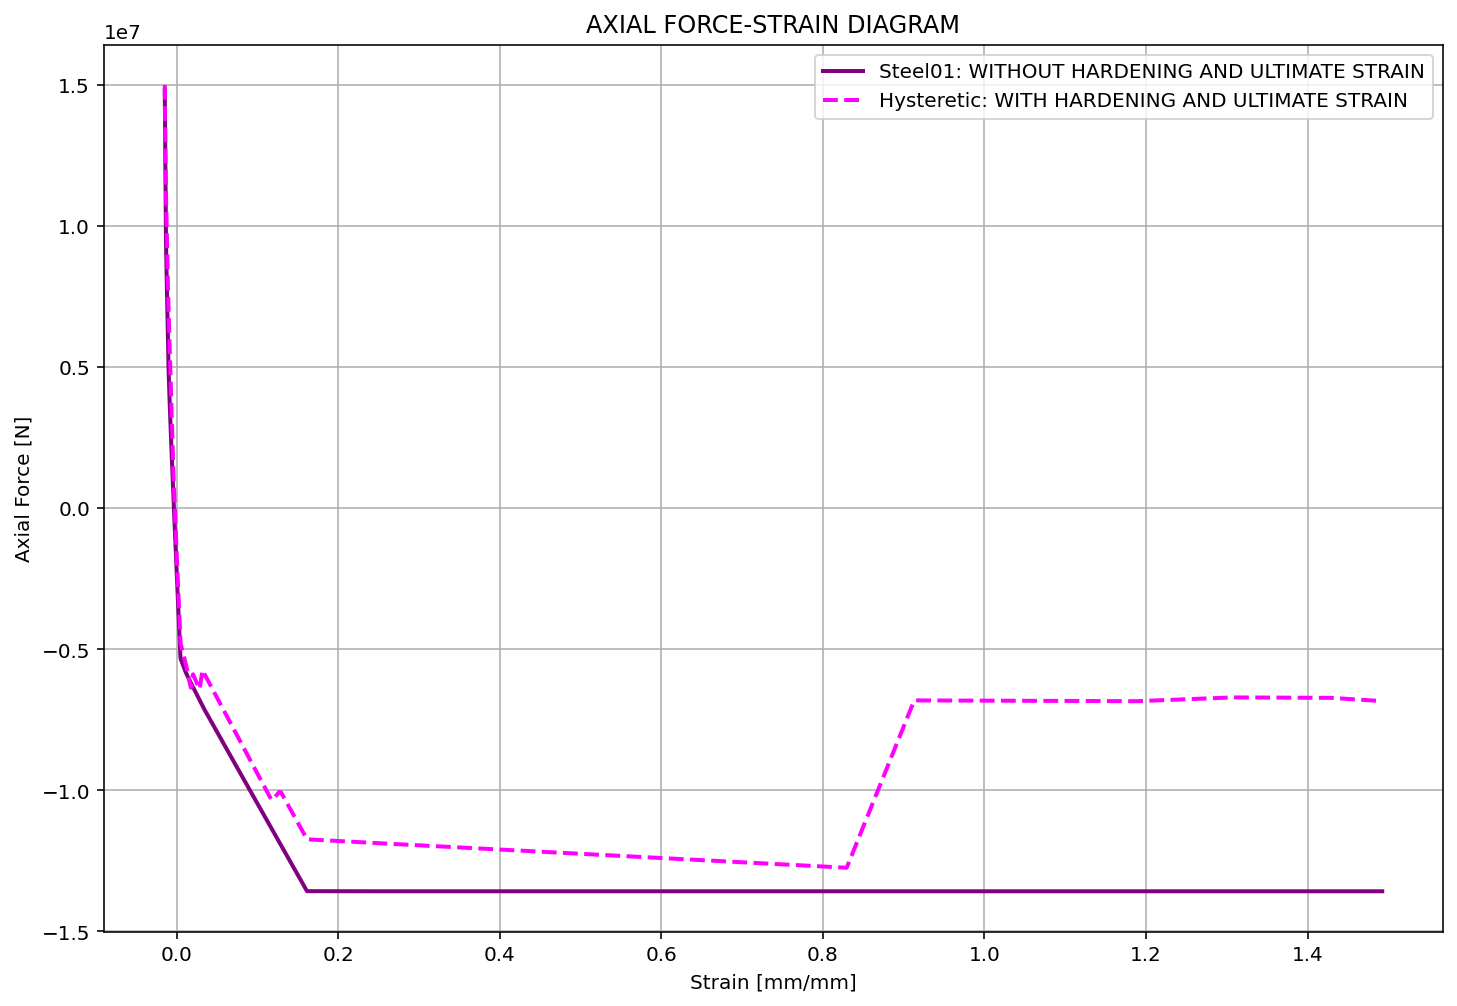 AXIAL FORCE-STRAIN DIAGRAM
1e7
Steel01: WITHOUT HARDENING AND ULTIMATE STRAIN
Hysteretic: WITH HARDENING AND ULTIMATE STRAIN
1.5
1.0
0.5
0.0
−0.5
−1.0
−1.5
Axial Force [N]
0.0 0.2 0.4 0.6 0.8 1.0 1.2 1.4
Strain [mm/mm]